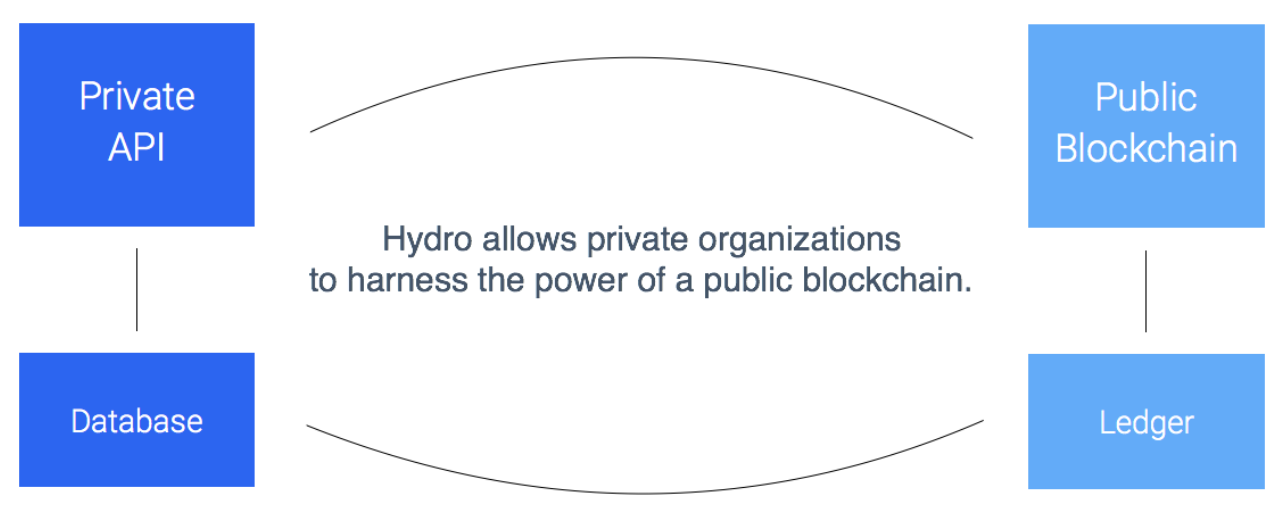 Private
API
Public
Blockchain
Hydro allows private organizations
to harness the power of a public blockchain.
Database
Ledger